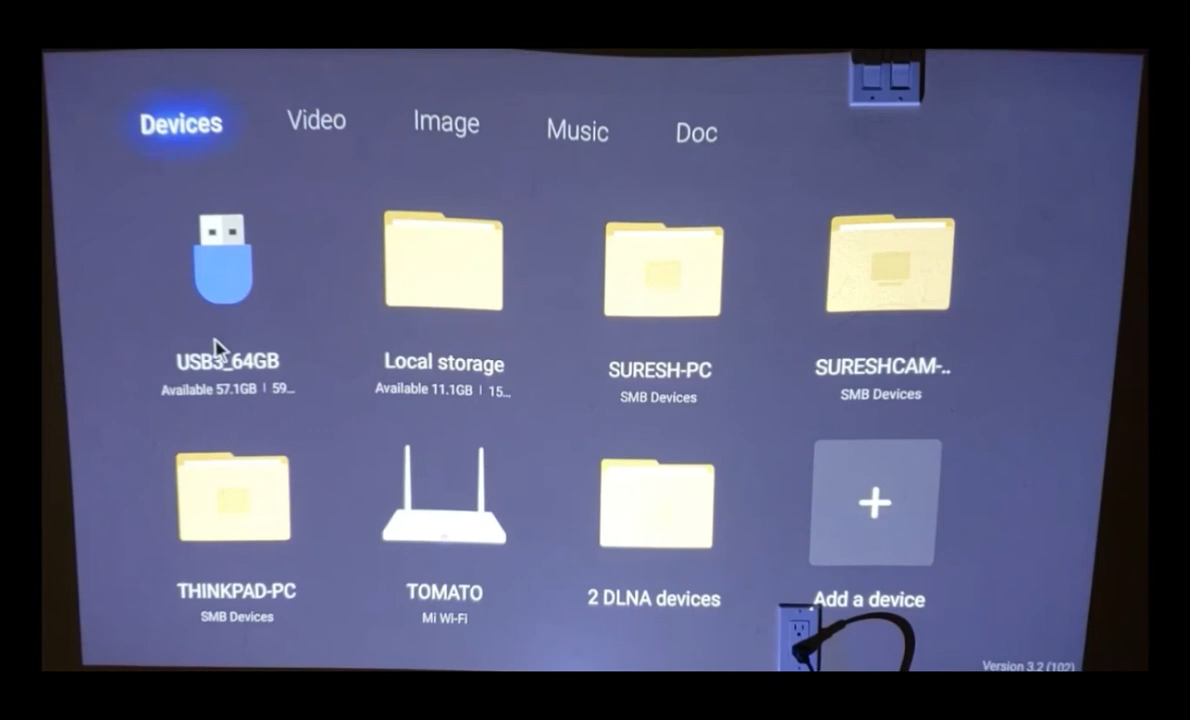 Devices Video Image Music Doc
USB3_64GB
Available 57.1GB | 59...
Local storage
Available 11.1GB | 15...
SURESH-PC
SMB Devices
SURESHCAM-..
SMB Devices
THINKPAD-PC
SMB Devices
TOMATO
Mi Wi-Fi
2 DLNA devices
Add a device
Version 3.2 (102)